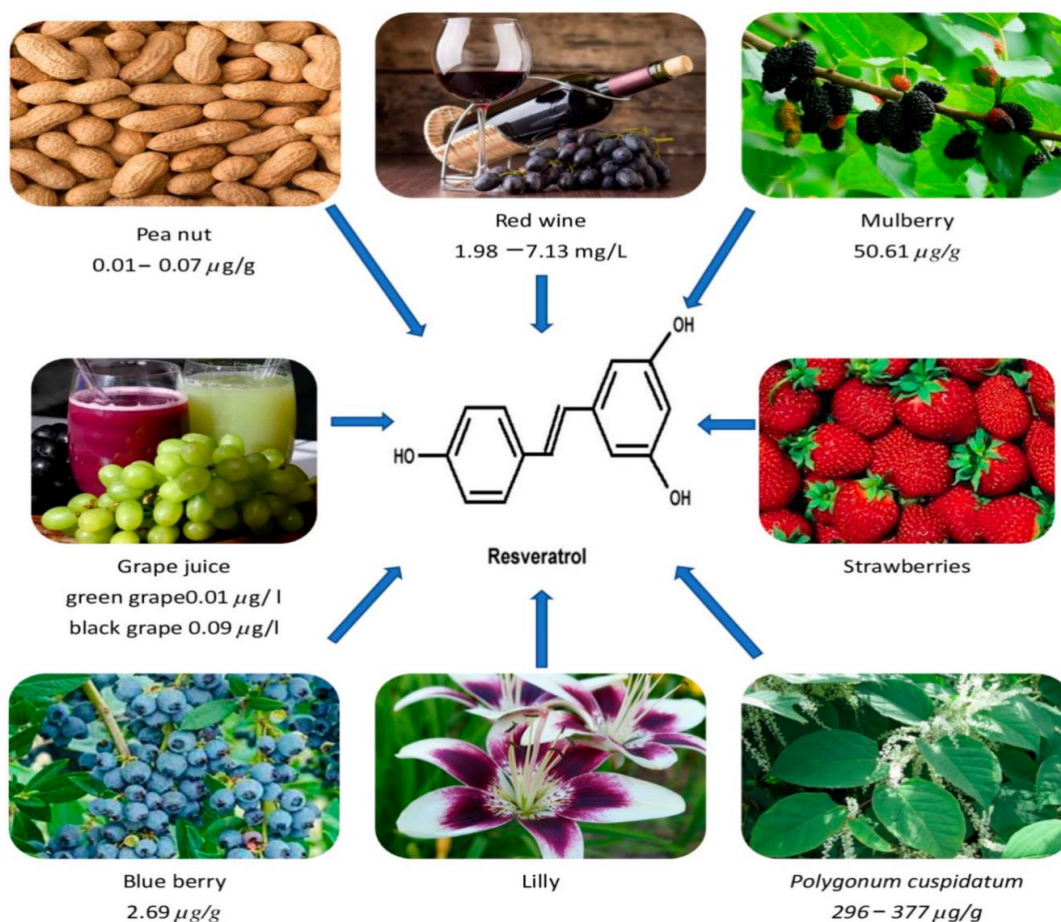 Pea nut
0.01– 0.07 µg/g
Red wine
1.98 –7.13 mg/L
Mulberry
50.61 µg/g
OH
HO
OH
Resveratrol
Grape juice
green grape0.01 µg/ l
black grape 0.09 µg/l
Strawberries
Blue berry
2.69 µg/g
Lilly
Polygonum cuspidatum
296– 377 µg/g